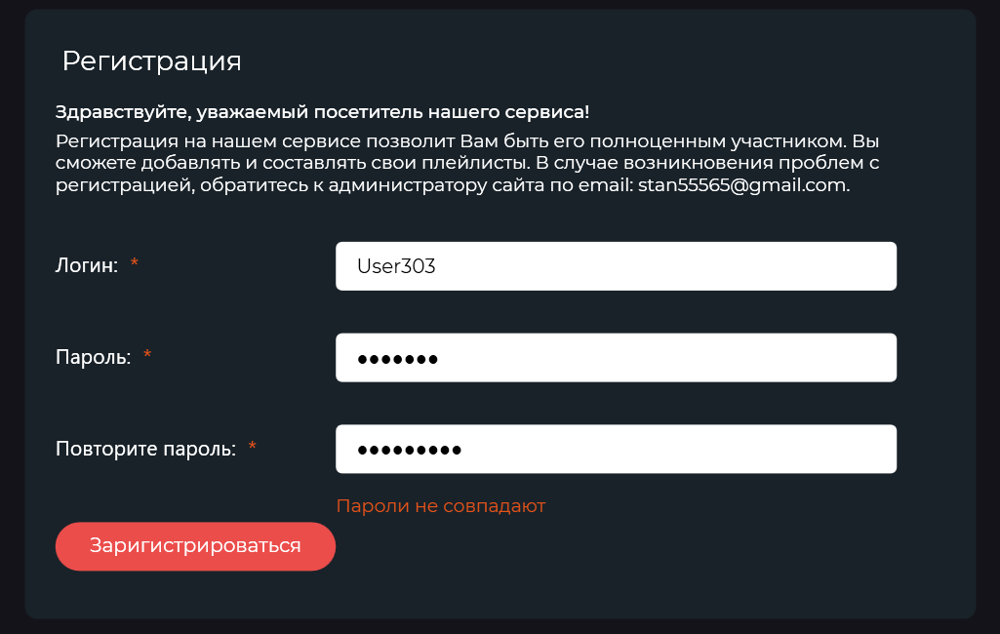 Регистрация
Здравствуйте, уважаемый посетитель нашего сервиса!
Регистрация на нашем сервисе позволит Вам быть его полноценным участником. Вы
сможете добавлять и составлять свои плейлисты. В случае возникновения проблем с
регистрацией, обратитесь к администратору сайта по email: stan55565@gmail.com.
Логин: * User303
Пароль: * •••••••
Повторите пароль: * •••••••••
Пароли не совпадают
Заригистрироваться